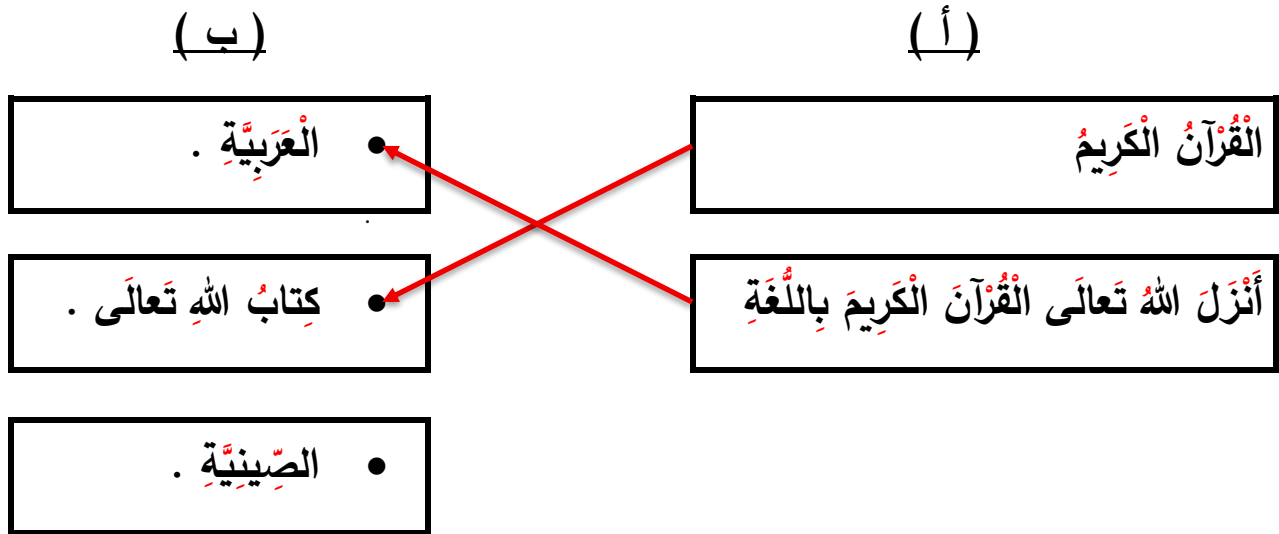 ( أ )
( ب )
الْقُرْآنُ الْكَرِيمُ
• الْعَرَبِيَّةِ .
أَنْزَلَ اللهُ تَعالَى الْقُرْآنَ الْكَرِيمَ بِاللُّغَةِ
• كِتابُ اللهِ تَعالَى .
• الصِّينِيَّةِ .